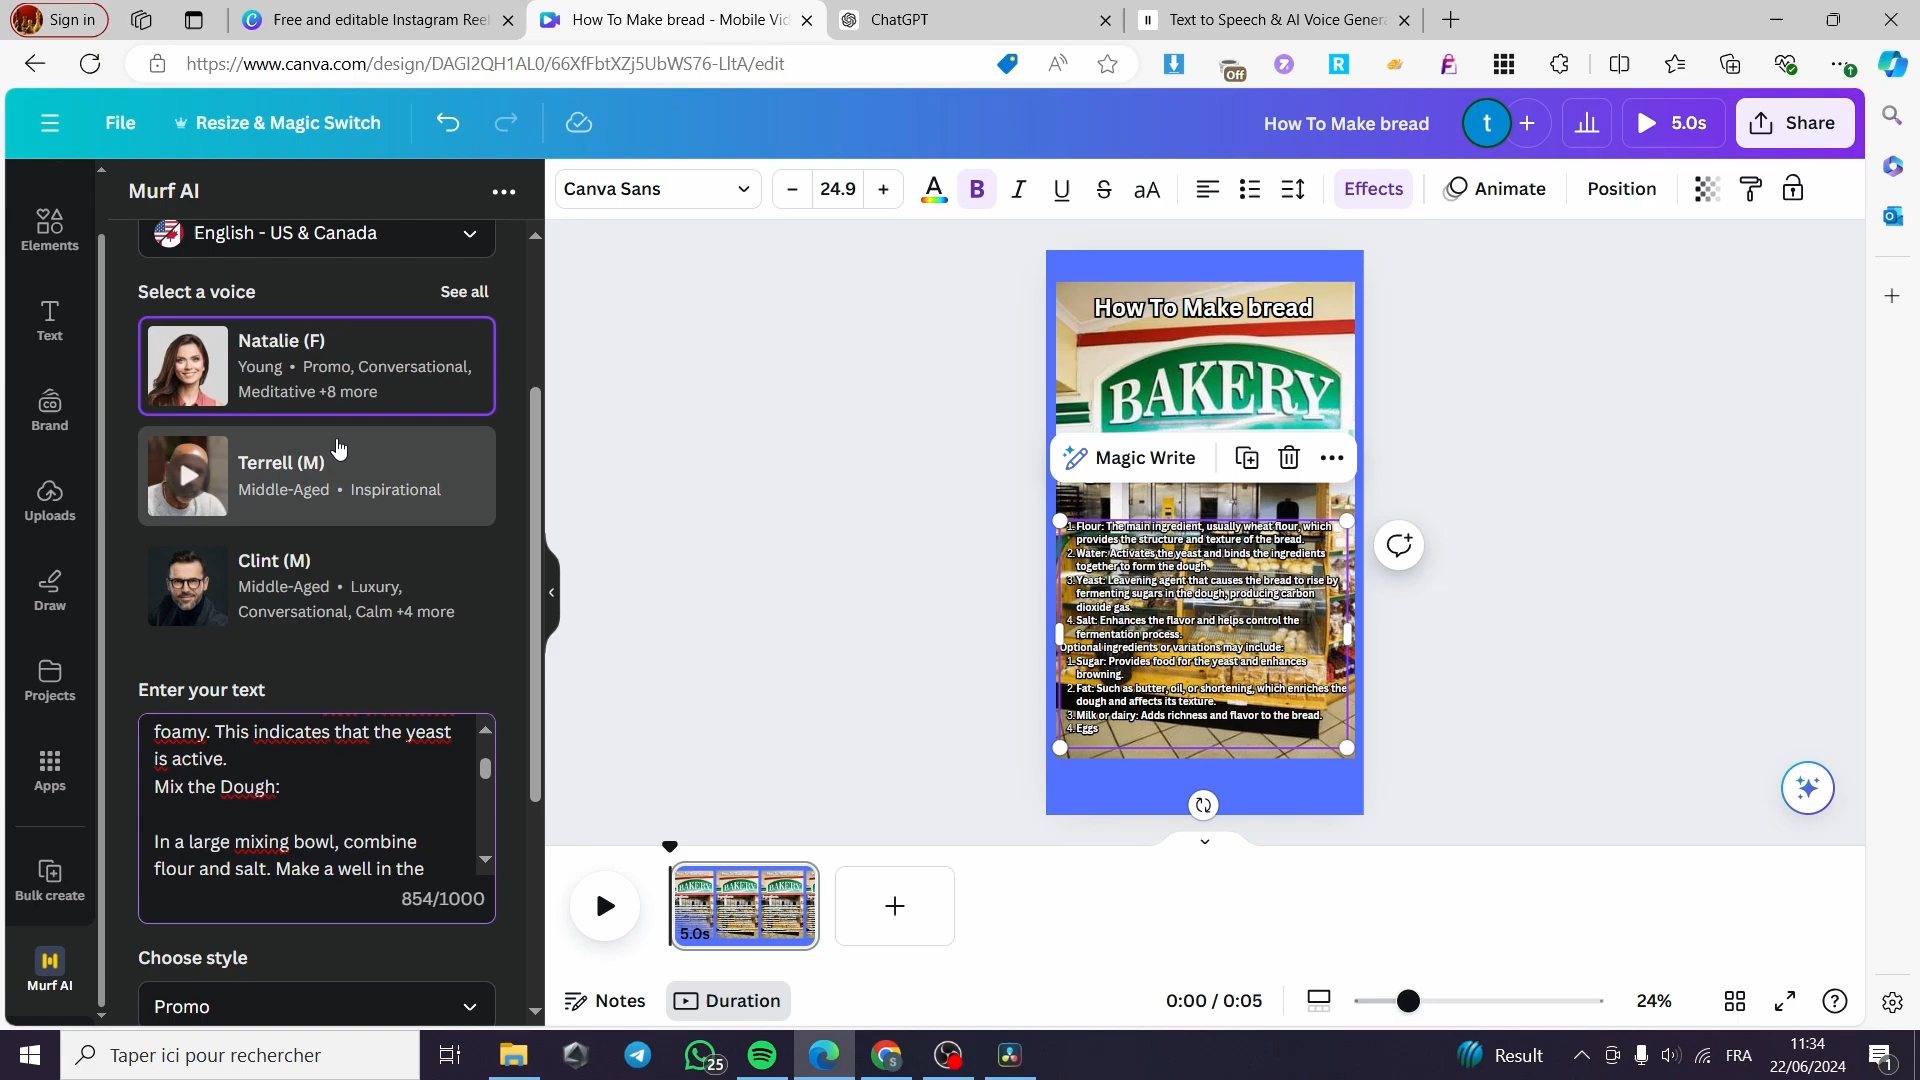 Sign in
Free and editable Instagram Reel
How To Make bread - Mobile Vid
ChatGPT
Text to Speech & AI Voice Genera
https://www.canva.com/design/DAGI2QH1AL0/66XfFbtXZj5UbWS76-LltA/edit
Off
File
Resize & Magic Switch
How To Make bread
t
5.0s
Share
Murf AI
Canva Sans
24.9
A
B
I
U
S
aA
Effects
Animate
Position
Elements
Text
Brand
Uploads
Draw
Projects
Apps
Bulk create
Murf AI
English - US & Canada
Select a voice
See all
Natalie (F)
Young • Promo, Conversational,
Meditative +8 more
Terrell (M)
Middle-Aged • Inspirational
Clint (M)
Middle-Aged • Luxury,
Conversational, Calm +4 more
Enter your text
foamy. This indicates that the yeast
is active.
Mix the Dough:
In a large mixing bowl, combine
flour and salt. Make a well in the
854/1000
Choose style
Promo
How To Make bread
BAKERY
Magic Write
1. Flour: The main ingredient, usually wheat flour, which
provides the structure and texture of the bread.
2. Water: Activates the yeast and binds the ingredients
together to form the dough.
3. Yeast: Leavening agent that causes the bread to rise by
fermenting sugars in the dough, producing carbon
dioxide gas.
4. Salt: Enhances the flavor and helps control the
fermentation process.
Optional ingredients or variations may include:
1. Sugar: Provides food for the yeast and enhances
browning.
2. Fat: Such as butter, oil, or shortening, which enriches the
dough and affects its texture.
3. Milk or dairy: Adds richness and flavor to the bread.
4. Eggs
5.0s
Notes
Duration
0:00 / 0:05
24%
Taper ici pour rechercher
25
Result
FRA
11:34
22/06/2024
1